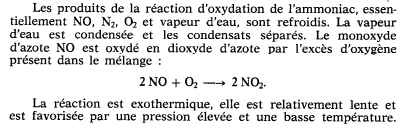 Les produits de la réaction d'oxydation de l'ammoniac, essen-
tiellement NO, N₂, O₂ et vapeur d'eau, sont refroidis. La vapeur
d'eau est condensée et les condensats séparés. Le monoxyde
d'azote NO est oxydé en dioxyde d'azote par l'excès d'oxygène
présent dans le mélange :
2 NO + O₂ ⟶ 2 NO₂.
La réaction est exothermique, elle est relativement lente et
est favorisée par une pression élevée et une basse température.